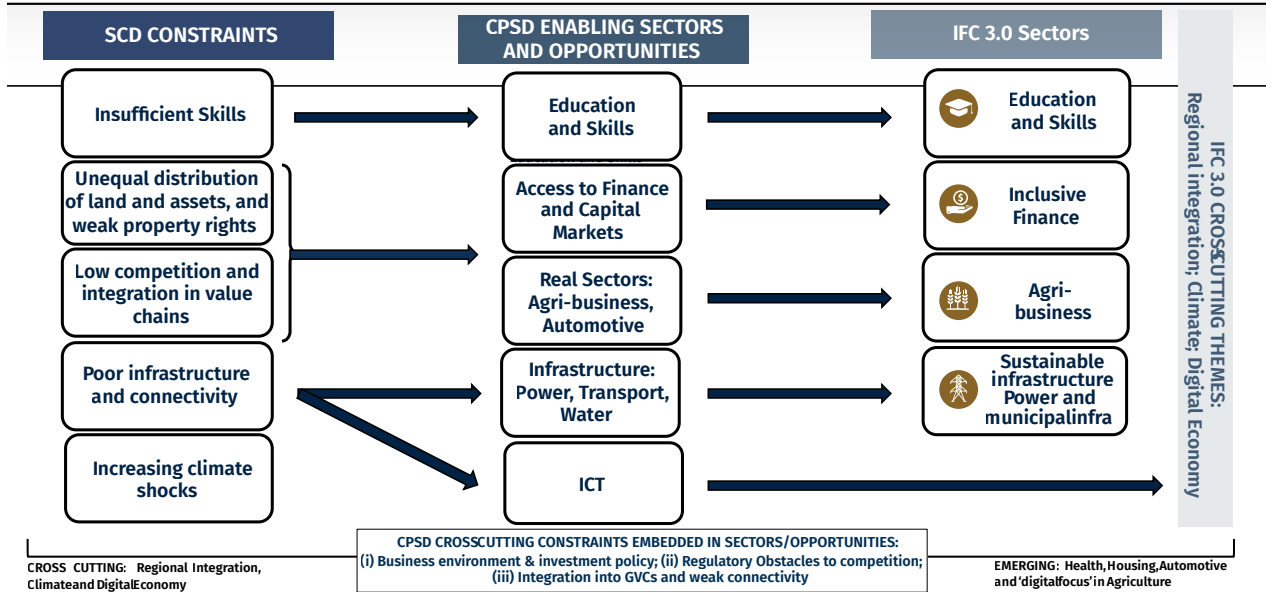 SCD CONSTRAINTS
CPSD ENABLING SECTORS
AND OPPORTUNITIES
IFC 3.0 Sectors
Insufficient Skills
Education
and Skills
Education
and Skills
Unequal distribution
of land and assets, and
weak property rights
Access to Finance
and Capital
Markets
Inclusive
Finance
Low competition and
integration in value
chains
Real Sectors:
Agri-business,
Automotive
Agri-
business
Poor infrastructure
and connectivity
Infrastructure:
Power, Transport,
Water
Sustainable
infrastructure
Power and
municipalinfra
Increasing climate
shocks
ICT
IFC 3.0 CROSSCUTTING THEMES:
Regional integration; Climate; Digital Economy
CPSD CROSSCUTTING CONSTRAINTS EMBEDDED IN SECTORS/OPPORTUNITIES:
(i) Business environment & investment policy; (ii) Regulatory Obstacles to competition;
(iii) Integration into GVCs and weak connectivity
CROSS CUTTING: Regional Integration,
Climateand DigitalEconomy
EMERGING: Health,Housing,Automotive
and‘digitalfocus’in Agriculture